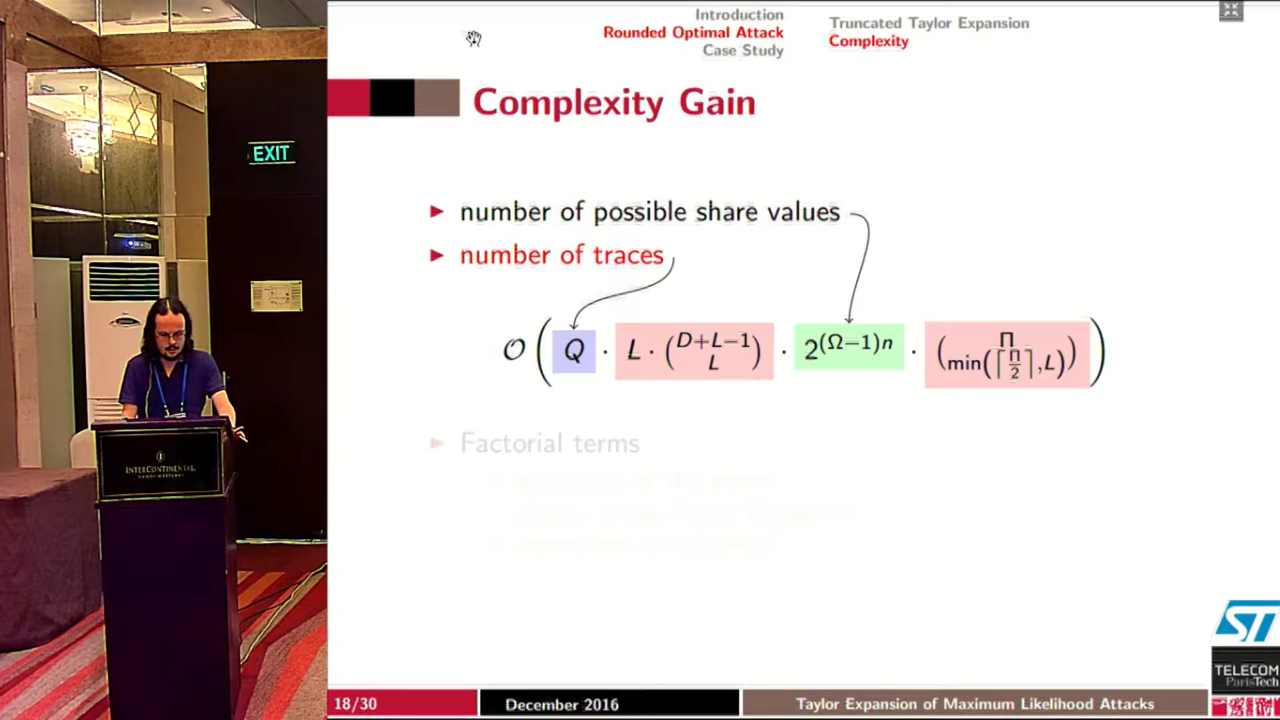 Introduction
Rounded Optimal Attack
Case Study
Truncated Taylor Expansion
Complexity
Complexity Gain
EXIT
► number of possible share values
► number of traces
O ( Q · L · (D+L−1 L) · 2^(Ω−1)n · (Π min(⌈Π/2⌉,L)) )
► Factorial terms
INTERCONTINENTAL
18/30
December 2016
Taylor Expansion of Maximum Likelihood Attacks
ST
TELECOM
ParisTech